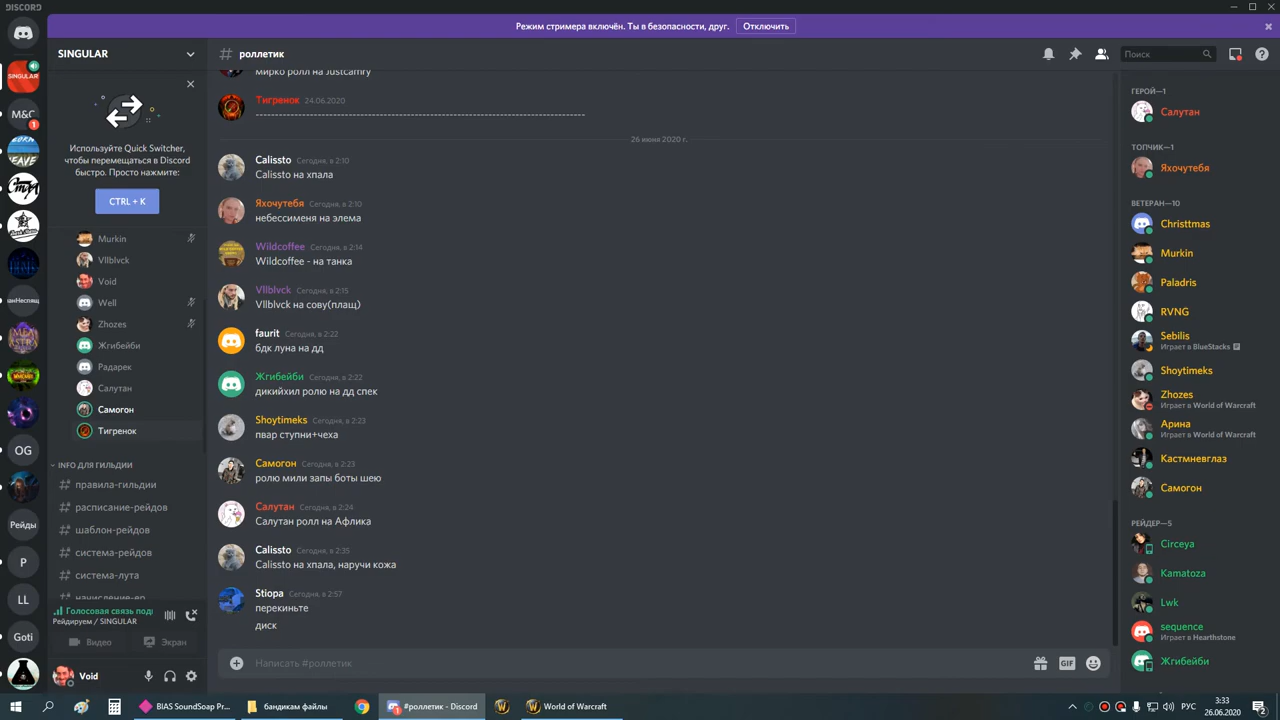 DISCORD
Режим стримера включён. Ты в безопасности, друг.
Отключить
SINGULAR
роллетик
Поиск
SINGULAR
M&C
1
Используйте Quick Switcher,
чтобы перемещаться в Discord
быстро. Просто нажмите:
CTRL + K
Murkin
Vllblvck
Void
Well
Zhozes
Жгибейби
Радарек
Салутан
Самогон
Тигренок
INFO ДЛЯ ГИЛЬДИИ
правила-гильдии
расписание-рейдов
шаблон-рейдов
система-рейдов
система-лута
OG
Рейды
P
LL
Goti
Голосовая связь под
Рейдируем / SINGULAR
Видео
Экран
Void
мирко ролл на Justcamry
Тигренок 24.06.2020
--------------------------------------------------------------------------------
26 июня 2020 г.
Calissto Сегодня, в 2:10
Calissto на хпала
Яхочутебя Сегодня, в 2:10
небессименя на элема
Wildcoffee Сегодня, в 2:14
Wildcoffee - на танка
Vllblvck Сегодня, в 2:15
Vllblvck на сову(плащ)
faurit Сегодня, в 2:22
бдк луна на дд
Жгибейби Сегодня, в 2:22
дикийхил ролю на дд спек
Shoytimeks Сегодня, в 2:23
пвар ступни+чеха
Самогон Сегодня, в 2:23
ролю мили запы боты шею
Салутан Сегодня, в 2:24
Салутан ролл на Афлика
Calissto Сегодня, в 2:35
Calissto на хпала, наручи кожа
Stiopa Сегодня, в 2:57
перекиньте
диск
Написать #роллетик
GIF
ГЕРОЙ—1
Салутан
ТОПЧИК—1
Яхочутебя
ВЕТЕРАН—10
Christtmas
Murkin
Paladris
RVNG
Sebilis
Играет в BlueStacks
Shoytimeks
Zhozes
Играет в World of Warcraft
Арина
Играет в World of Warcraft
Кастмневглаз
Самогон
РЕЙДЕР—5
Circeya
Kamatoza
Lwk
sequence
Играет в Hearthstone
Жгибейби
BIAS SoundSoap Pr...
бандикам файлы
1
#роллетик - Discord
World of Warcraft
РУС
3:33
26.06.2020
2